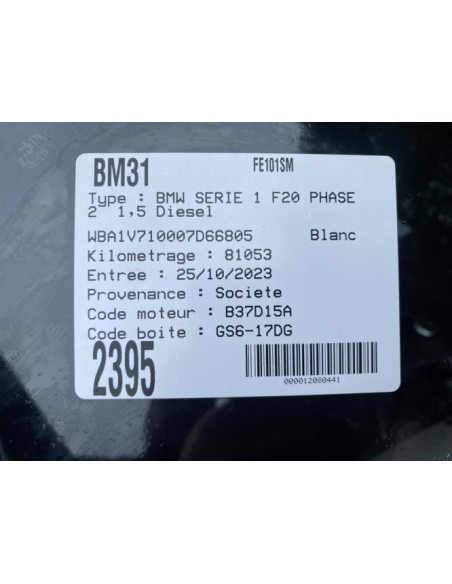 BM31 FE101SM
Type : BMW SERIE 1 F20 PHASE
2 1,5 Diesel
WBA1V710007D66805 Blanc
Kilometrage : 81053
Entree : 25/10/2023
Provenance : Societe
Code moteur : B37D15A
Code boite : GS6-17DG
2395
000012080441